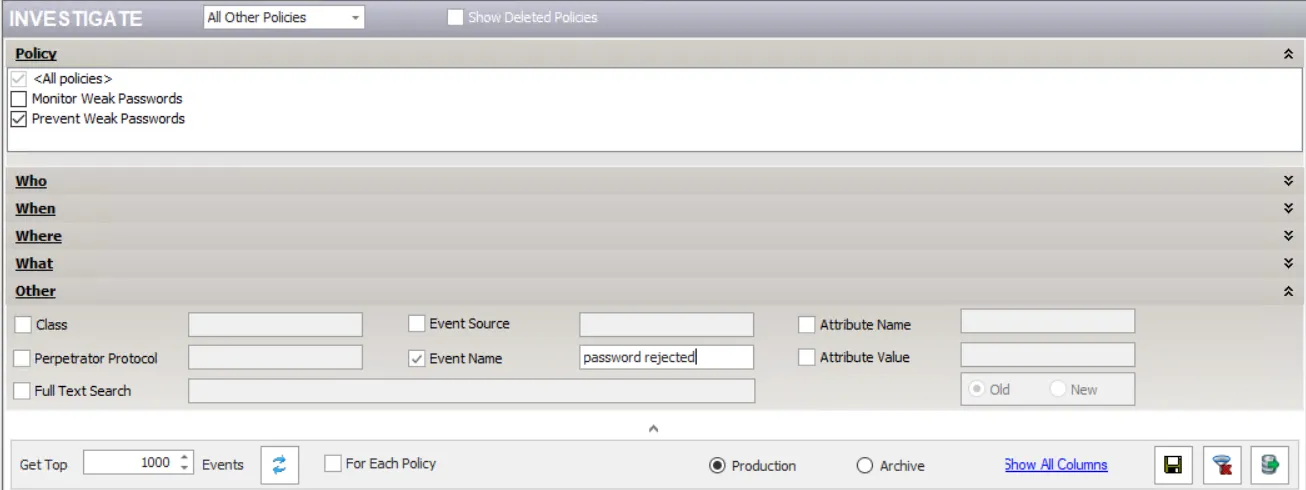 INVESTIGATE All Other Policies Show Deleted Policies
Policy
<All policies>
Monitor Weak Passwords
Prevent Weak Passwords
Who
When
Where
What
Other
Class Event Source Attribute Name
Perpetrator Protocol Event Name password rejected Attribute Value
Full Text Search Old New
Get Top 1000 Events For Each Policy Production Archive Show All Columns